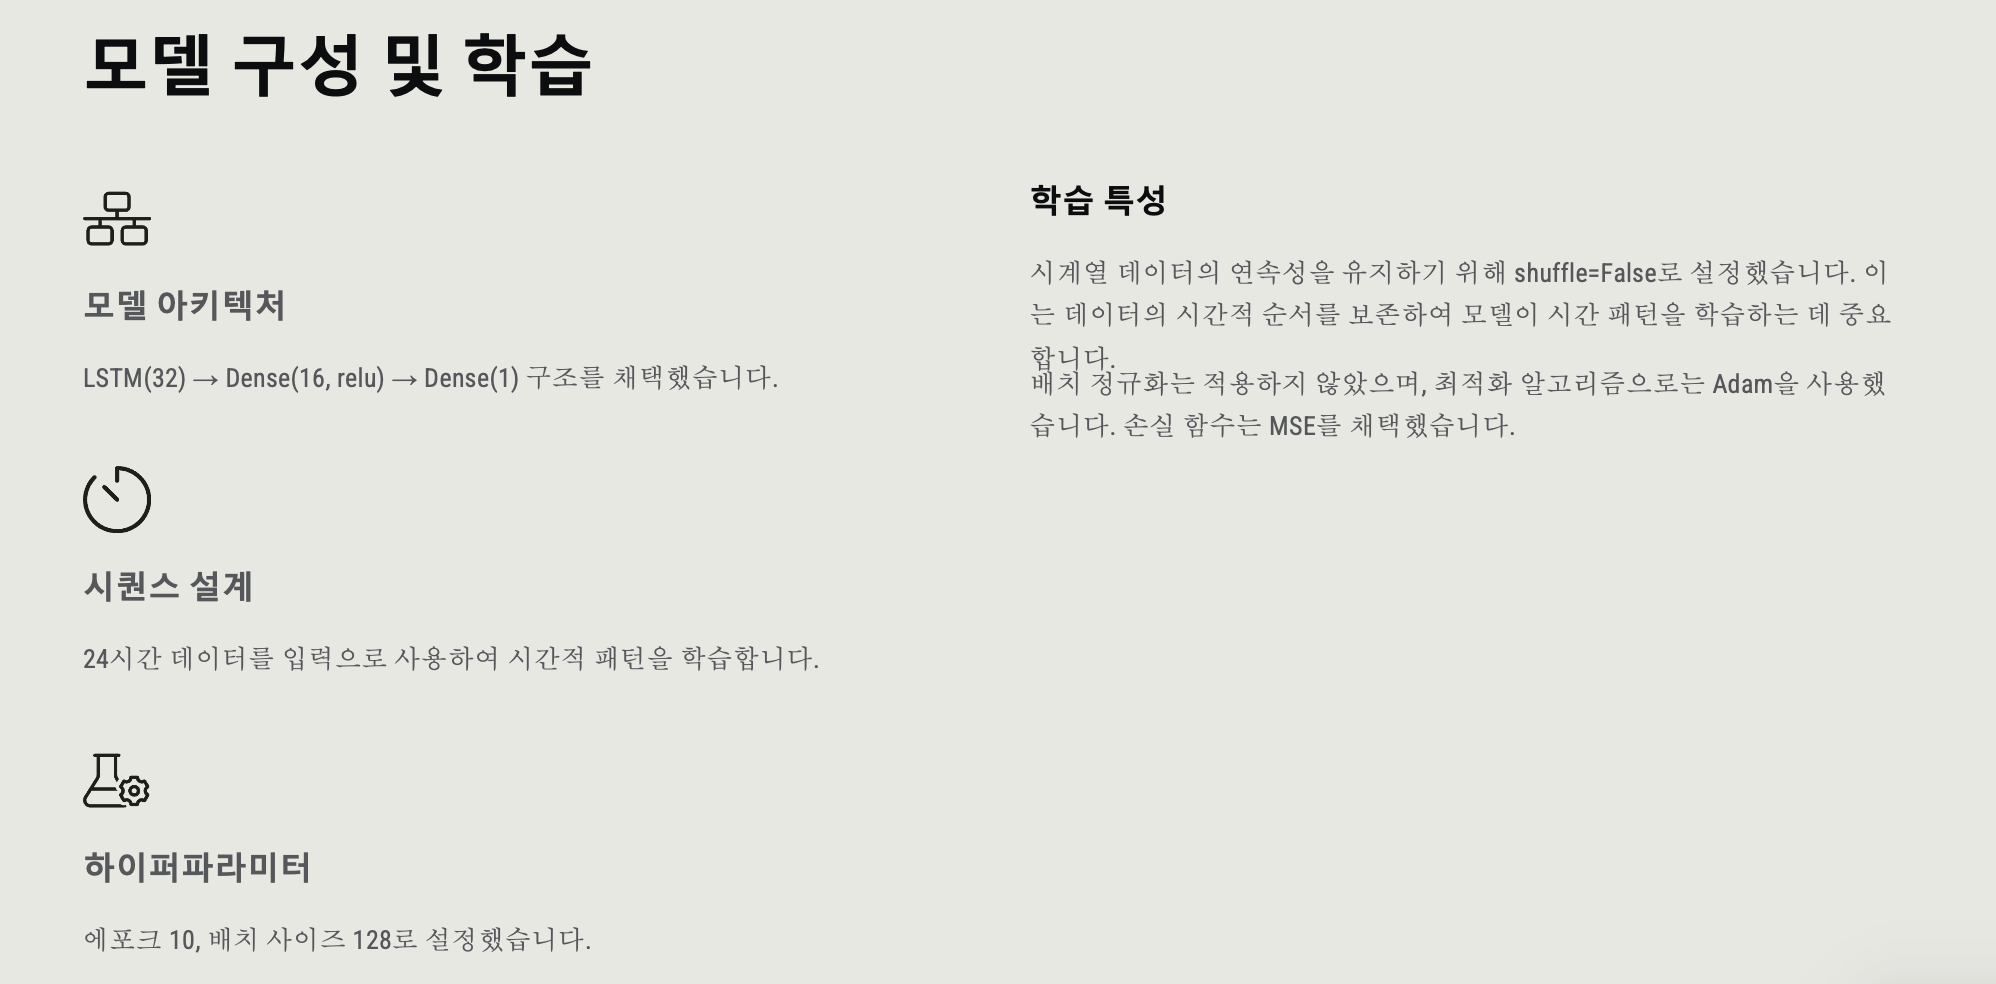 모델 구성 및 학습
모델 아키텍처
LSTM(32) → Dense(16, relu) → Dense(1) 구조를 채택했습니다.
시퀀스 설계
24시간 데이터를 입력으로 사용하여 시간적 패턴을 학습합니다.
하이퍼파라미터
에포크 10, 배치 사이즈 128로 설정했습니다.
학습 특성
시계열 데이터의 연속성을 유지하기 위해 shuffle=False로 설정했습니다. 이
는 데이터의 시간적 순서를 보존하여 모델이 시간 패턴을 학습하는 데 중요
합니다.
배치 정규화는 적용하지 않았으며, 최적화 알고리즘으로는 Adam을 사용했
습니다. 손실 함수는 MSE를 채택했습니다.